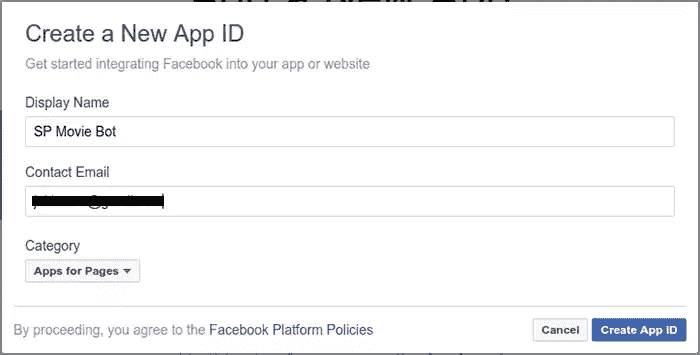 Create a New App ID
Get started integrating Facebook into your app or website
Display Name
SP Movie Bot
Contact Email
Category
Apps for Pages
By proceeding, you agree to the Facebook Platform Policies
Cancel
Create App ID